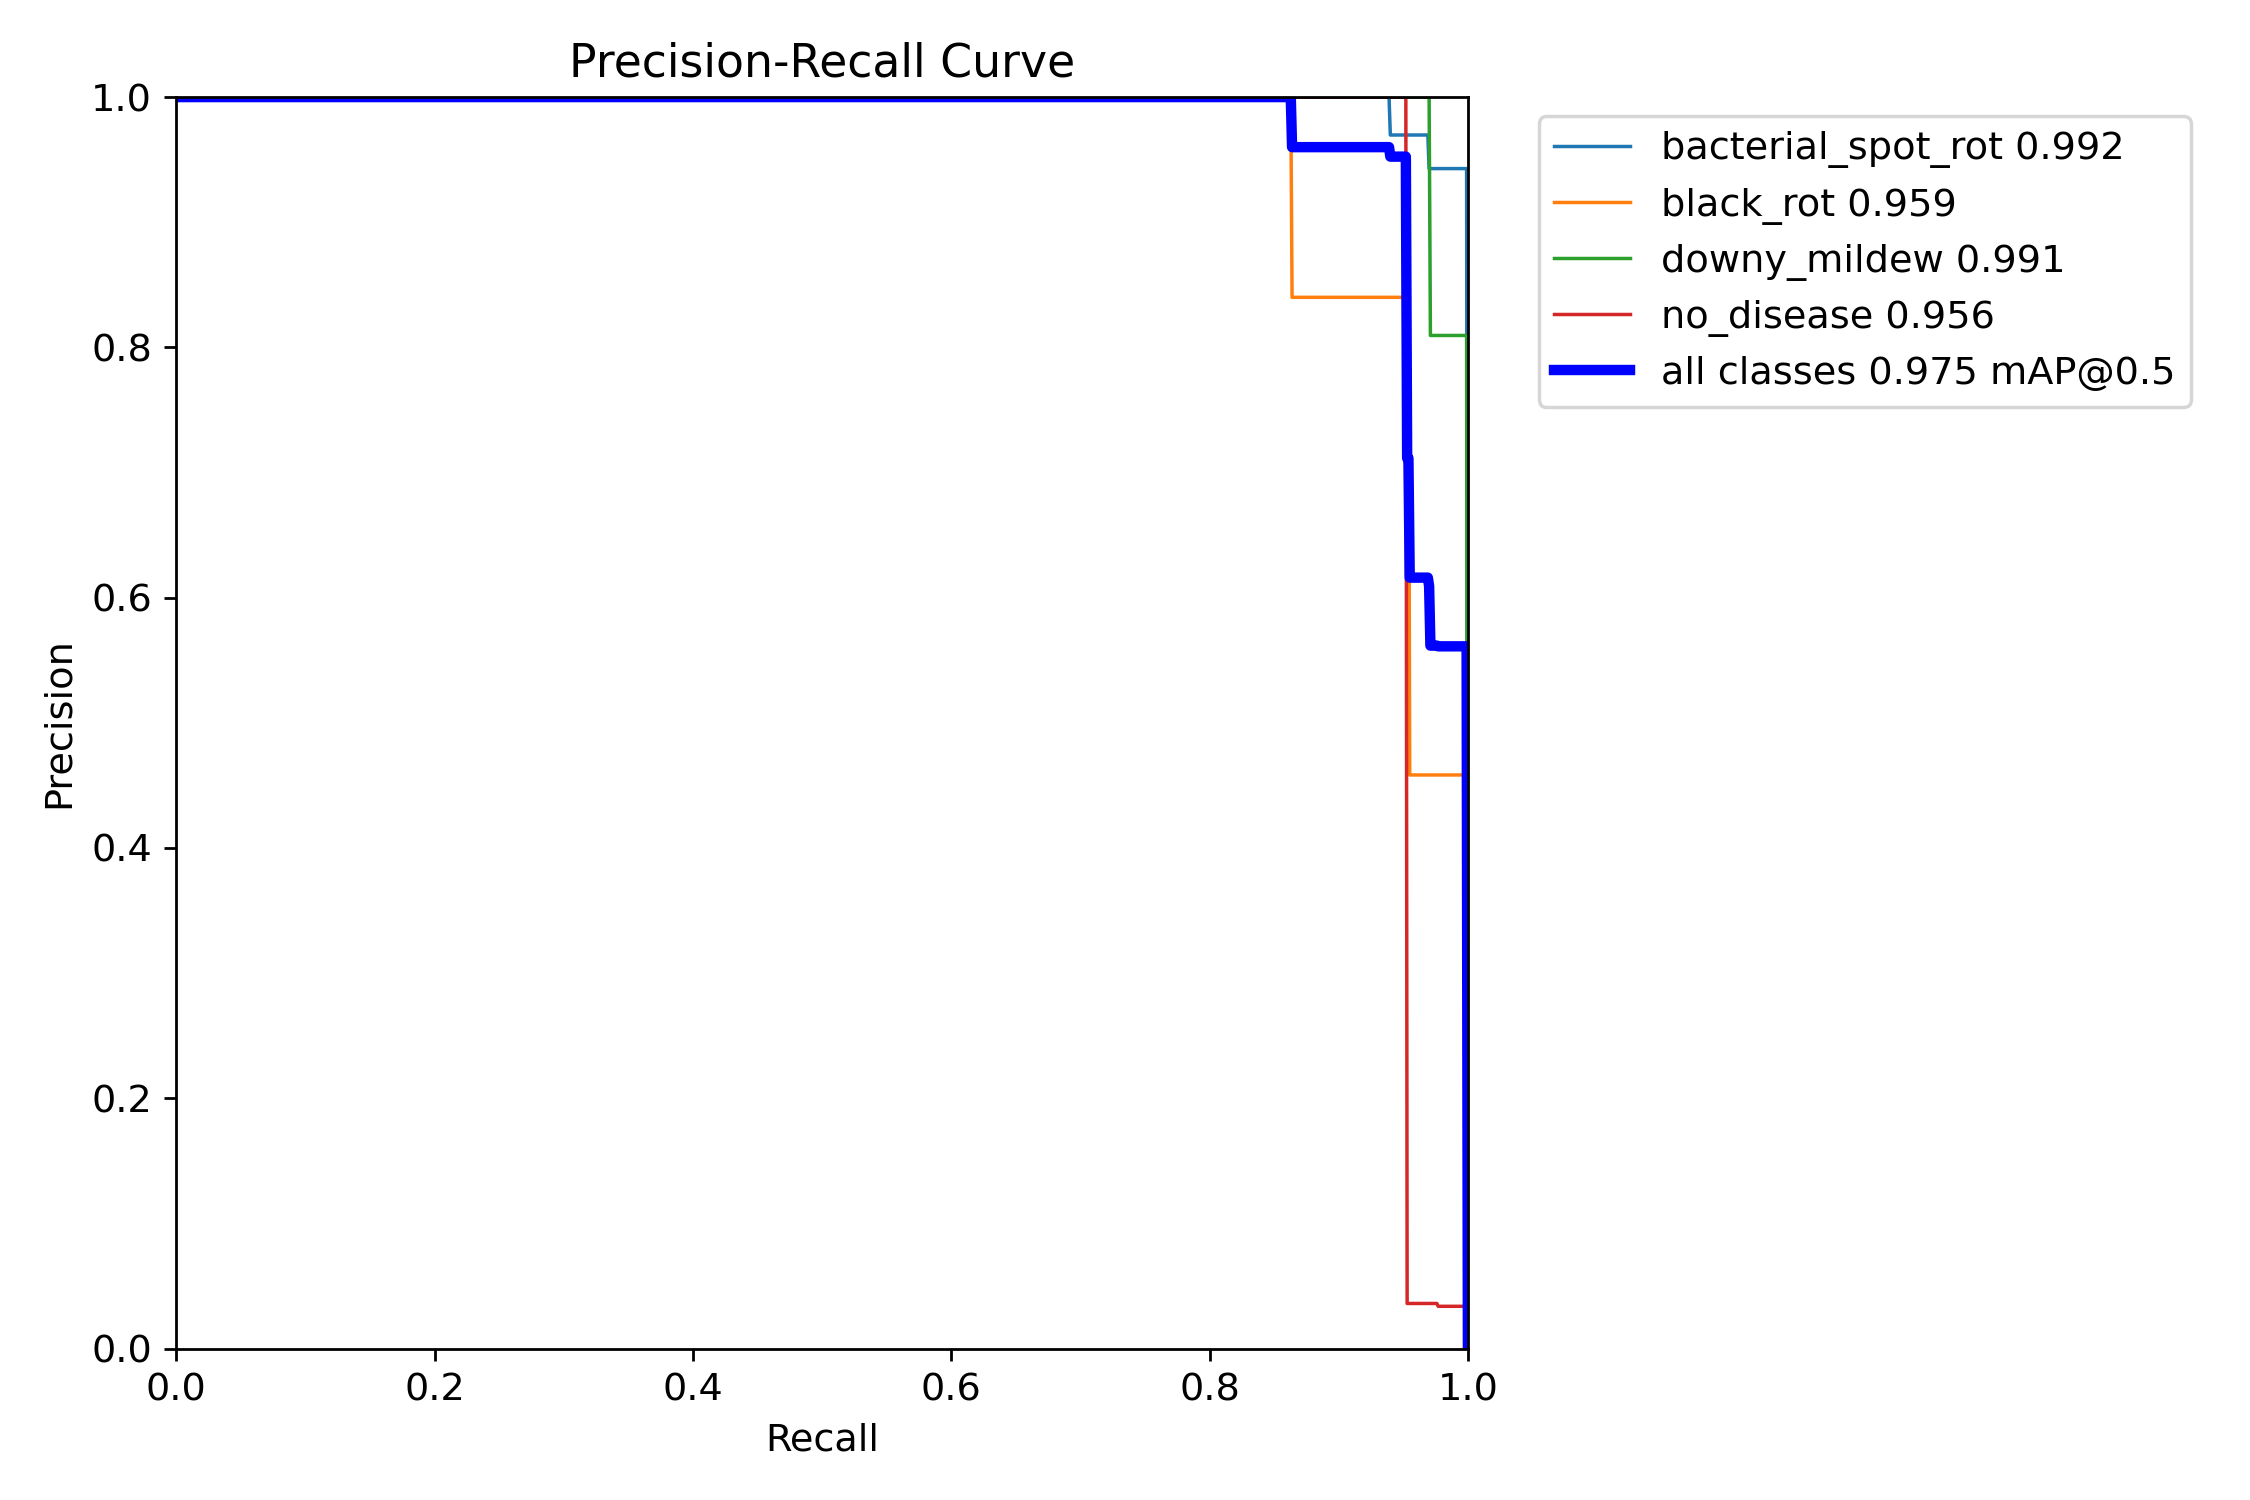 Precision-Recall Curve
1.0
0.8
0.6
0.4
0.2
0.0
Precision
0.0 0.2 0.4 0.6 0.8 1.0
Recall
bacterial_spot_rot 0.992
black_rot 0.959
downy_mildew 0.991
no_disease 0.956
all classes 0.975 mAP@0.5